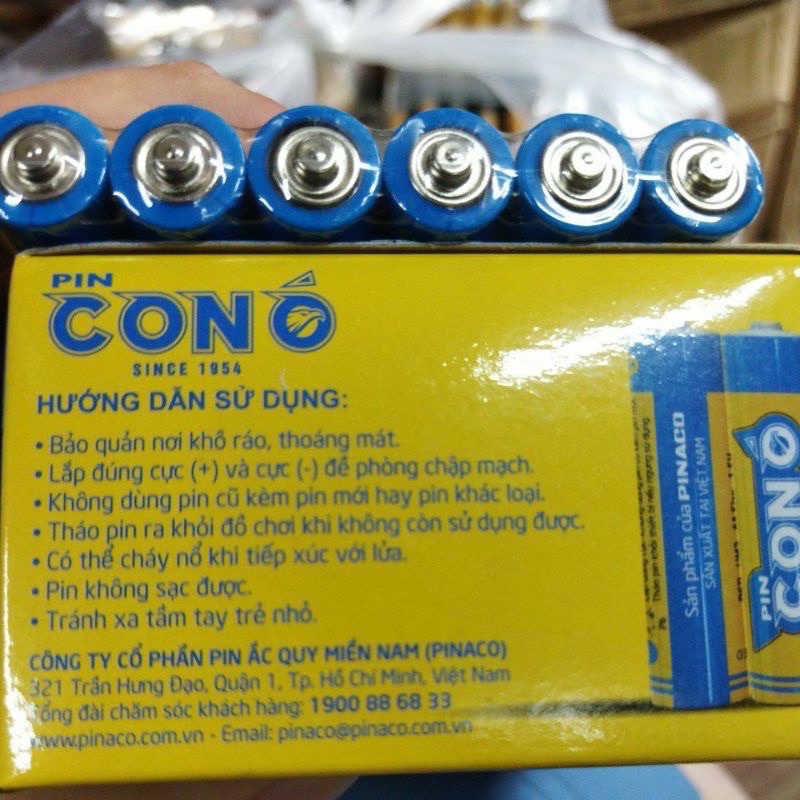 PIN
CON Ó
SINCE 1954
HƯỚNG DẪN SỬ DỤNG:
• Bảo quản nơi khô ráo, thoáng mát.
• Lắp đúng cực (+) và cực (-) đề phòng chập mạch.
• Không dùng pin cũ kèm pin mới hay pin khác loại.
• Tháo pin ra khỏi đồ chơi khi không còn sử dụng được.
• Có thể cháy nổ khi tiếp xúc với lửa.
• Pin không sạc được.
• Tránh xa tầm tay trẻ nhỏ.
CÔNG TY CỔ PHẦN PIN ẮC QUY MIỀN NAM (PINACO)
321 Trần Hưng Đạo, Quận 1, Tp. Hồ Chí Minh, Việt Nam
Tổng đài chăm sóc khách hàng: 1900 88 68 33
www.pinaco.com.vn - Email: pinaco@pinaco.com.vn
Sản phẩm của PINACO
SẢN XUẤT TẠI VIỆT NAM
PIN
CON Ó